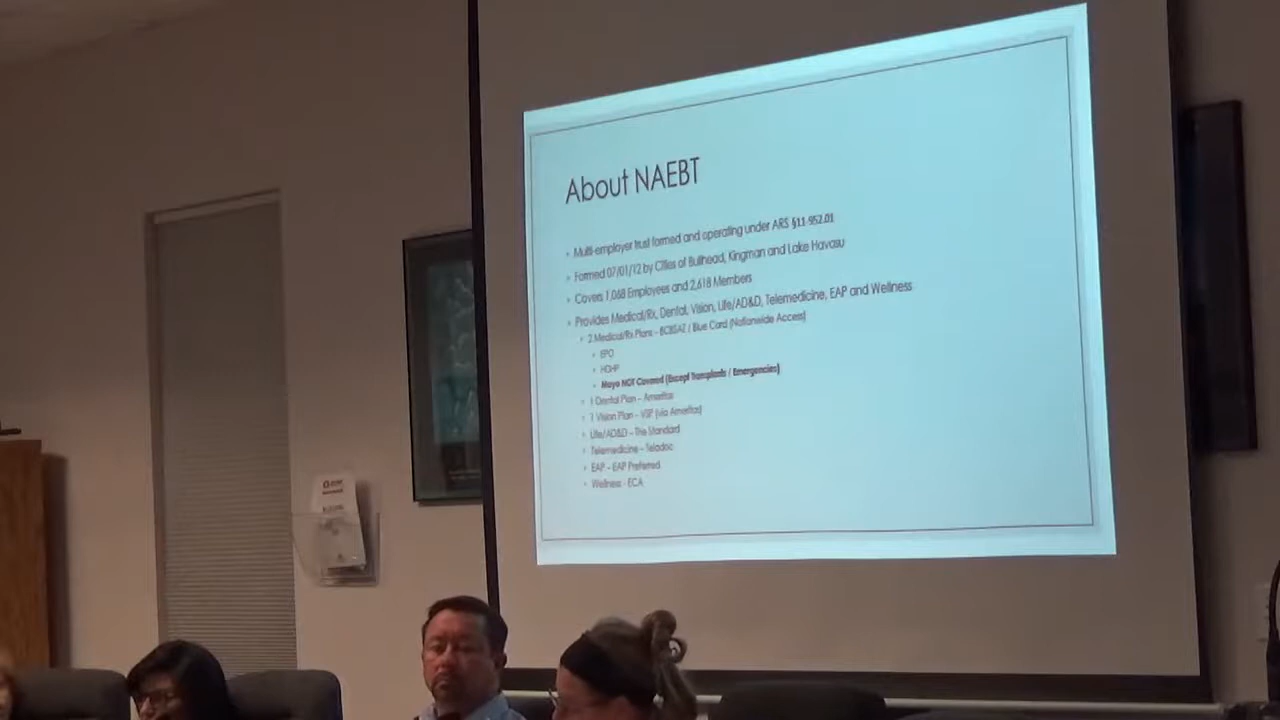 About NAEBT
Multi-employer trust formed and operating under ARS §11-952.01
Formed 07/01/12 by Cities of Bullhead, Kingman and Lake Havasu
Covers 1,068 Employees and 2,618 Members
Provides Medical/Rx, Dental, Vision, Life/AD&D, Telemedicine, EAP and Wellness
2 Medical/Rx Plans - BCBSAZ / Blue Card (Nationwide Access)
EPO
HDHP
Mayo NOT Covered (Except Transplants / Emergencies)
1 Dental Plan – Ameritas
1 Vision Plan - VSP (via Ameritas)
Life/AD&D – The Standard
Telemedicine - Teladoc
EAP – EAP Preferred
Wellness - ECA